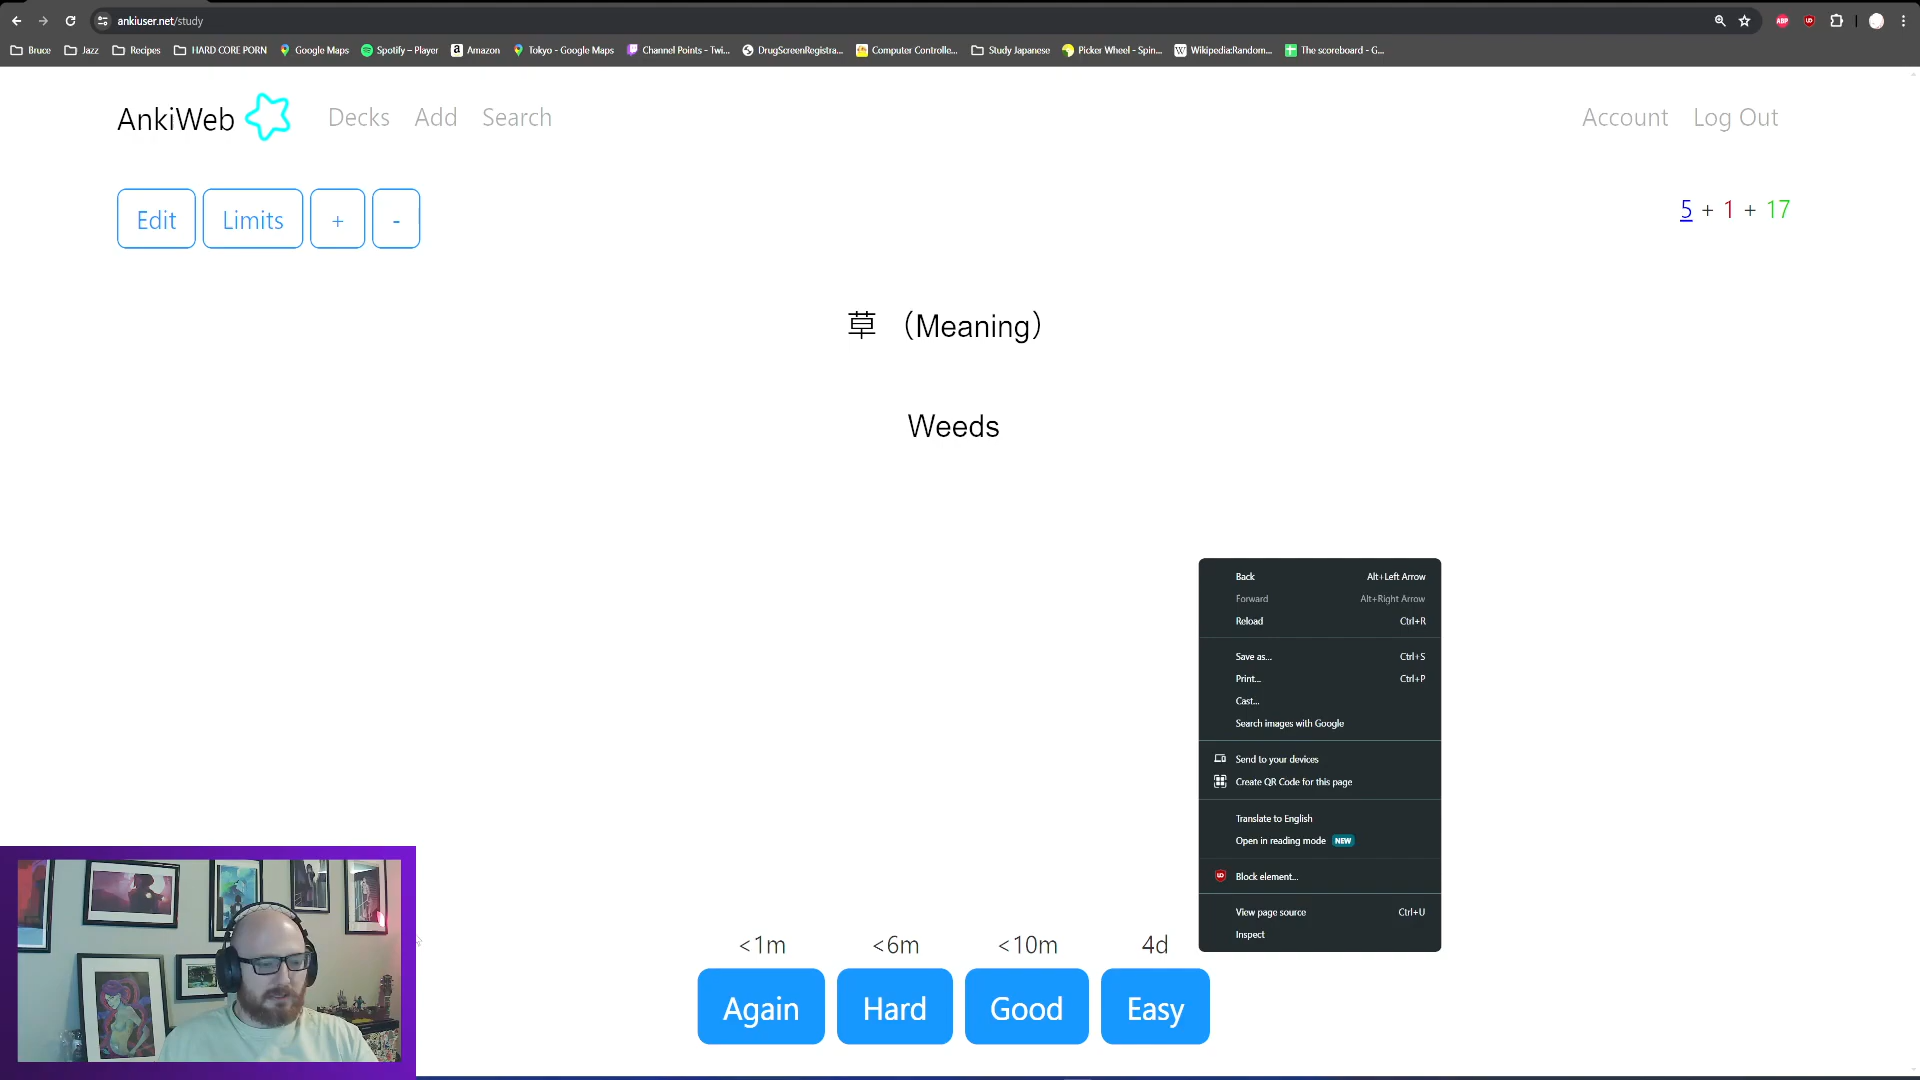 ankiuser.net/study
Bruce Jazz Recipes HARD CORE PORN Google Maps Spotify – Player Amazon Tokyo - Google Maps Channel Points - Twi... DrugScreenRegistra... Computer Controlle... Study Japanese Picker Wheel - Spin... Wikipedia:Random... The scoreboard - G...
AnkiWeb Decks Add Search Account Log Out
Edit Limits + - 5 + 1 + 17
草 （Meaning）
Weeds
Back Alt+Left Arrow
Forward Alt+Right Arrow
Reload Ctrl+R
Save as... Ctrl+S
Print... Ctrl+P
Cast...
Search images with Google
Send to your devices
Create QR Code for this page
Translate to English
Open in reading mode NEW
Block element...
View page source Ctrl+U
Inspect
<1m <6m <10m 4d
Again Hard Good Easy